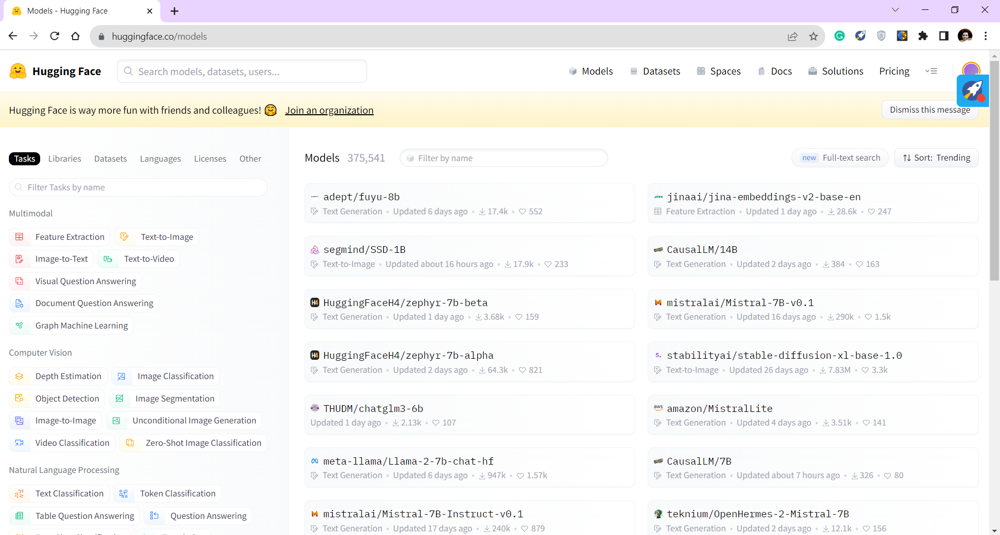 Models - Hugging Face
huggingface.co/models
Hugging Face
Search models, datasets, users...
Models
Datasets
Spaces
Docs
Solutions
Pricing
Hugging Face is way more fun with friends and colleagues! 🤗 Join an organization
Dismiss this message
Tasks
Libraries
Datasets
Languages
Licenses
Other
Filter Tasks by name
Multimodal
Feature Extraction
Text-to-Image
Image-to-Text
Text-to-Video
Visual Question Answering
Document Question Answering
Graph Machine Learning
Computer Vision
Depth Estimation
Image Classification
Object Detection
Image Segmentation
Image-to-Image
Unconditional Image Generation
Video Classification
Zero-Shot Image Classification
Natural Language Processing
Text Classification
Token Classification
Table Question Answering
Question Answering
Models 375,541
Filter by name
new Full-text search
Sort: Trending
adept/fuyu-8b
Text Generation • Updated 6 days ago • 17.4k • 552
jinaai/jina-embeddings-v2-base-en
Feature Extraction • Updated 1 day ago • 28.6k • 247
segmind/SSD-1B
Text-to-Image • Updated about 16 hours ago • 17.9k • 233
CausalLM/14B
Text Generation • Updated 2 days ago • 384 • 163
H4 HuggingFaceH4/zephyr-7b-beta
Text Generation • Updated 1 day ago • 3.68k • 159
mistralai/Mistral-7B-v0.1
Text Generation • Updated 16 days ago • 290k • 1.5k
H4 HuggingFaceH4/zephyr-7b-alpha
Text Generation • Updated 2 days ago • 64.3k • 821
s. stabilityai/stable-diffusion-xl-base-1.0
Text-to-Image • Updated 26 days ago • 7.83M • 3.3k
THUDM/chatglm3-6b
Updated 1 day ago • 2.13k • 107
aws amazon/MistralLite
Text Generation • Updated 4 days ago • 3.51k • 141
meta-llama/Llama-2-7b-chat-hf
Text Generation • Updated 6 days ago • 947k • 1.57k
CausalLM/7B
Text Generation • Updated about 7 hours ago • 326 • 80
mistralai/Mistral-7B-Instruct-v0.1
Text Generation • Updated 17 days ago • 240k • 879
teknium/OpenHermes-2-Mistral-7B
Text Generation • Updated 2 days ago • 12.1k • 156